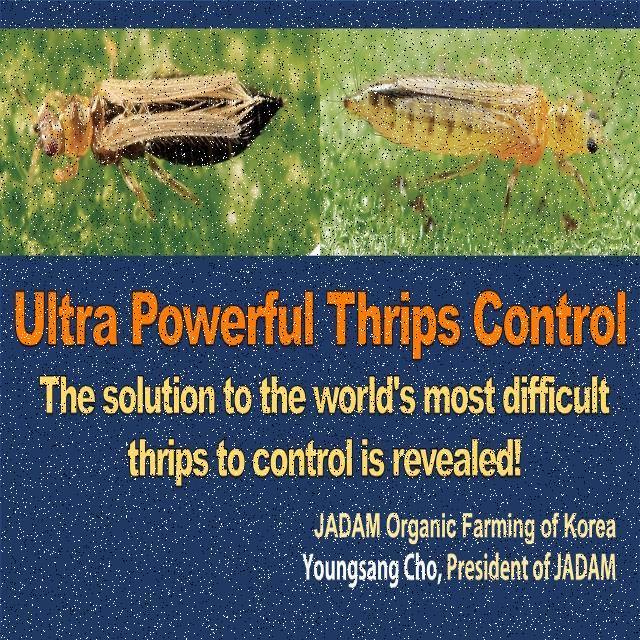 Ultra Powerful Thrips Control
The solution to the world's most difficult
thrips to control is revealed!
JADAM Organic Farming of Korea
Youngsang Cho, President of JADAM